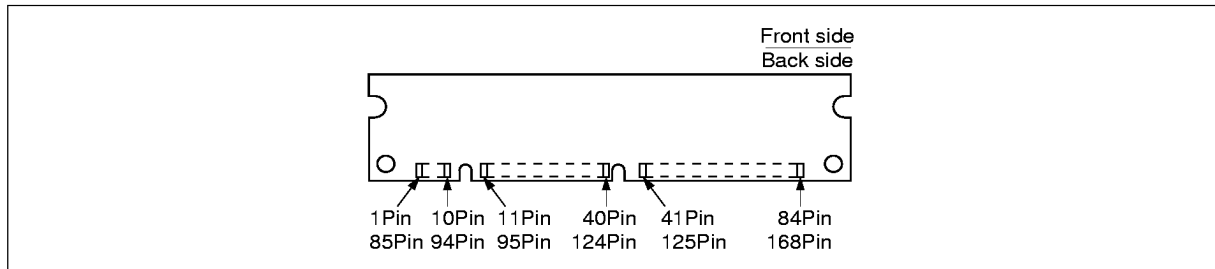 Front side
Back side
1Pin 10Pin 11Pin 40Pin 41Pin 84Pin
85Pin 94Pin 95Pin 124Pin 125Pin 168Pin